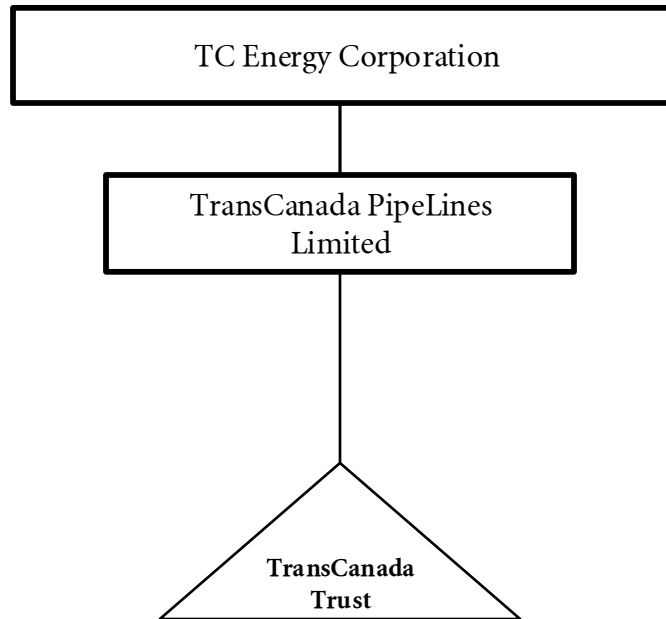 TC Energy Corporation
TransCanada PipeLines
Limited
TransCanada
Trust